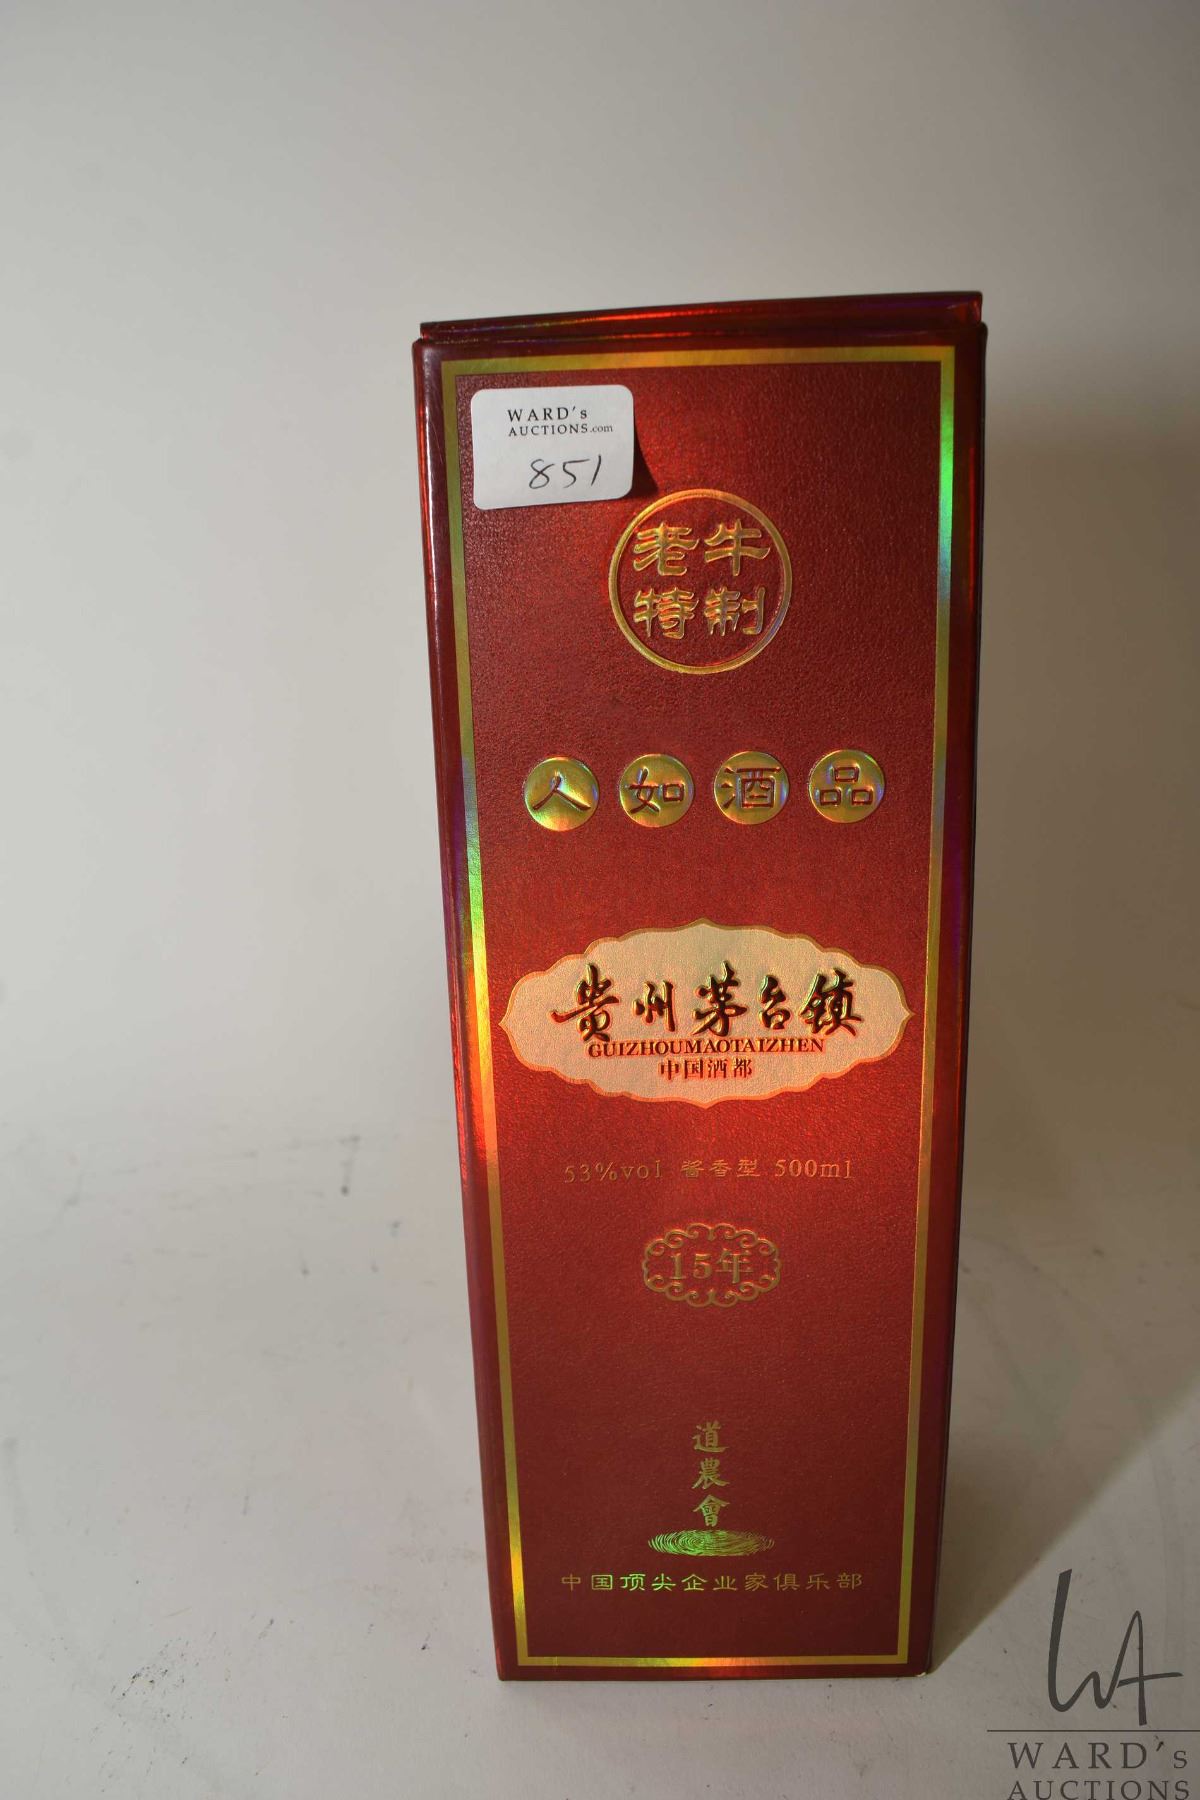 WARD's
AUCTIONS.com
851
老牛
特制
人如酒品
贵州茅台镇
GUIZHOUMAOTAIZHEN
中国酒都
53%vol 酱香型 500ml
15年
道
農
會
中国顶尖企业家俱乐部
WA
WARD's
AUCTIONS